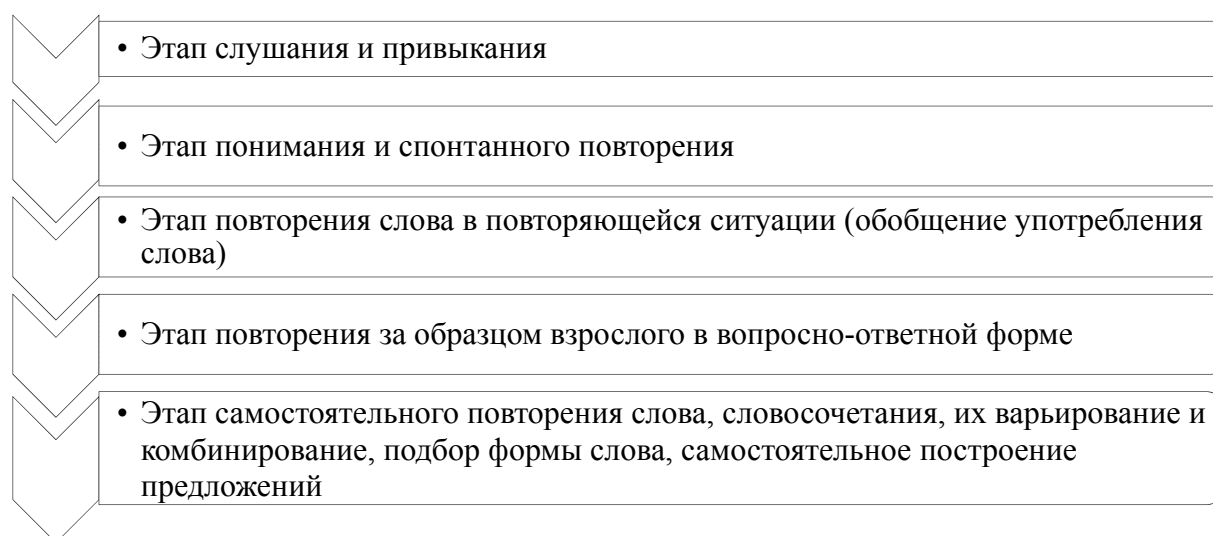 • Этап слушания и привыкания
• Этап понимания и спонтанного повторения
• Этап повторения слова в повторяющейся ситуации (обобщение употребления
слова)
• Этап повторения за образцом взрослого в вопросно-ответной форме
• Этап самостоятельного повторения слова, словосочетания, их варьирование и
комбинирование, подбор формы слова, самостоятельное построение
предложений